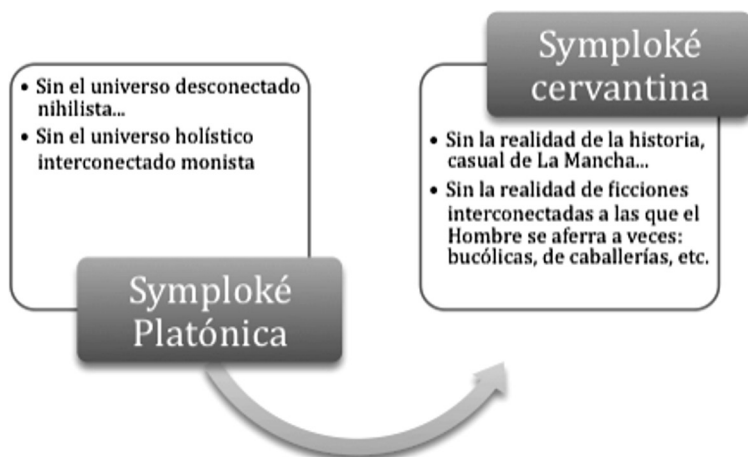 • Sin el universo desconectado
nihilista...
• Sin el universo holístico
interconectado monista
Symploké
Platónica
Symploké
cervantina
• Sin la realidad de la historia,
casual de La Mancha...
• Sin la realidad de ficciones
interconectadas a las que el
Hombre se aferra a veces:
bucólicas, de caballerías, etc.